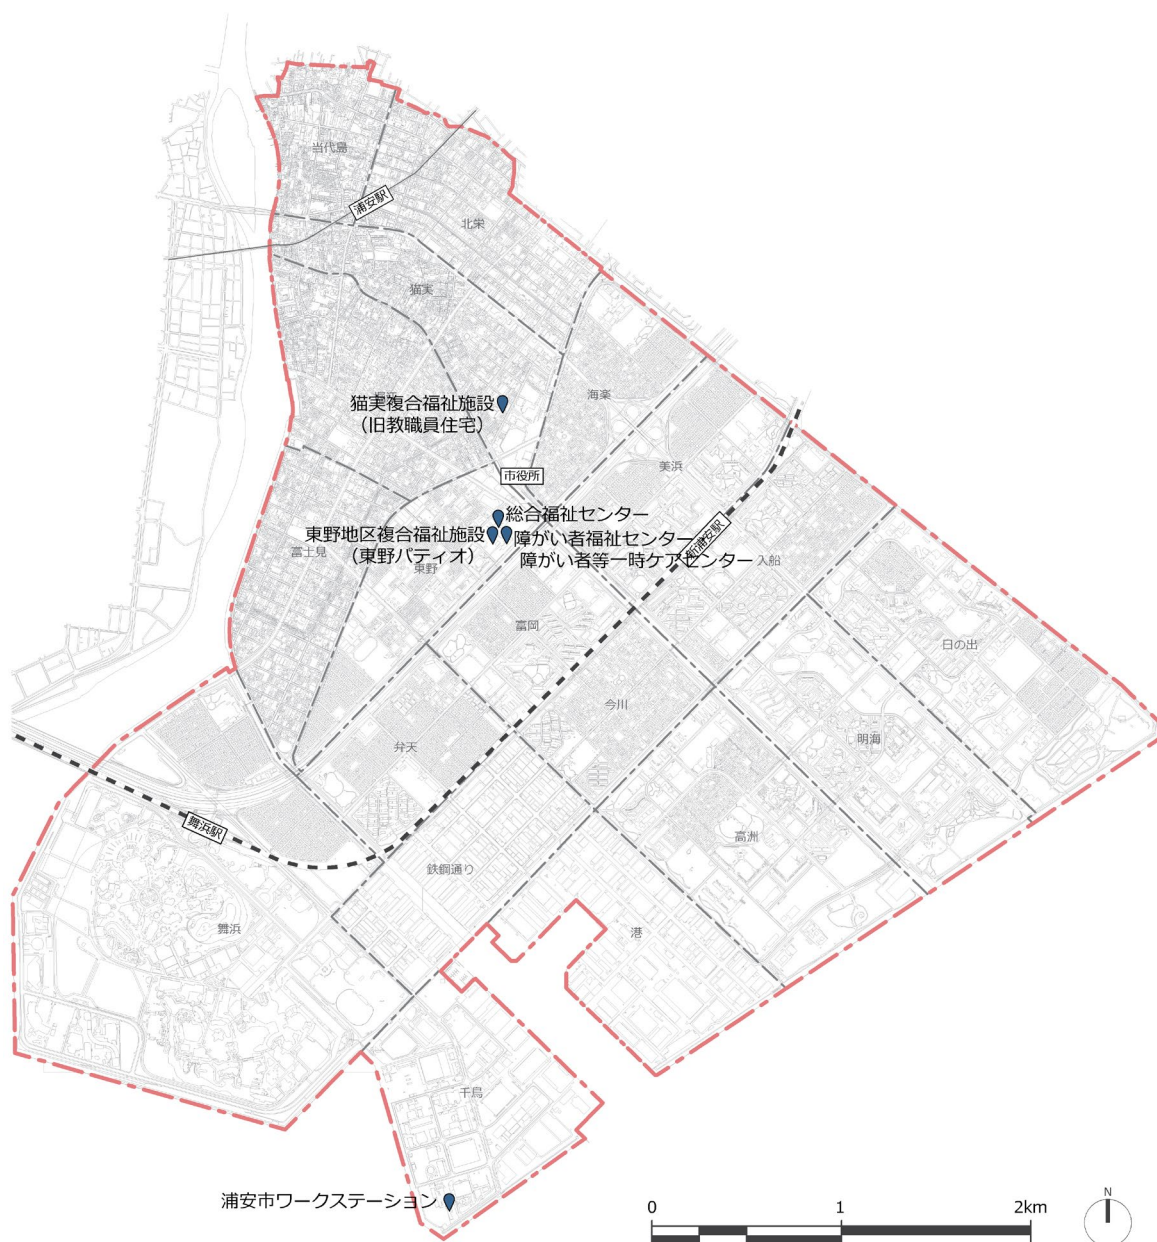 当代島
浦安駅
北栄
猫実
海楽
猫実複合福祉施設
（旧教職員住宅）
美浜
市役所
総合福祉センター
東野地区複合福祉施設
（東野パティオ）
障がい者福祉センター
障がい者等一時ケアセンター
新浦安駅
富士見
東野
入船
富岡
日の出
今川
明海
弁天
舞浜駅
高洲
鉄鋼通り
舞浜
港
千鳥
浦安市ワークステーション
0 1 2km
N